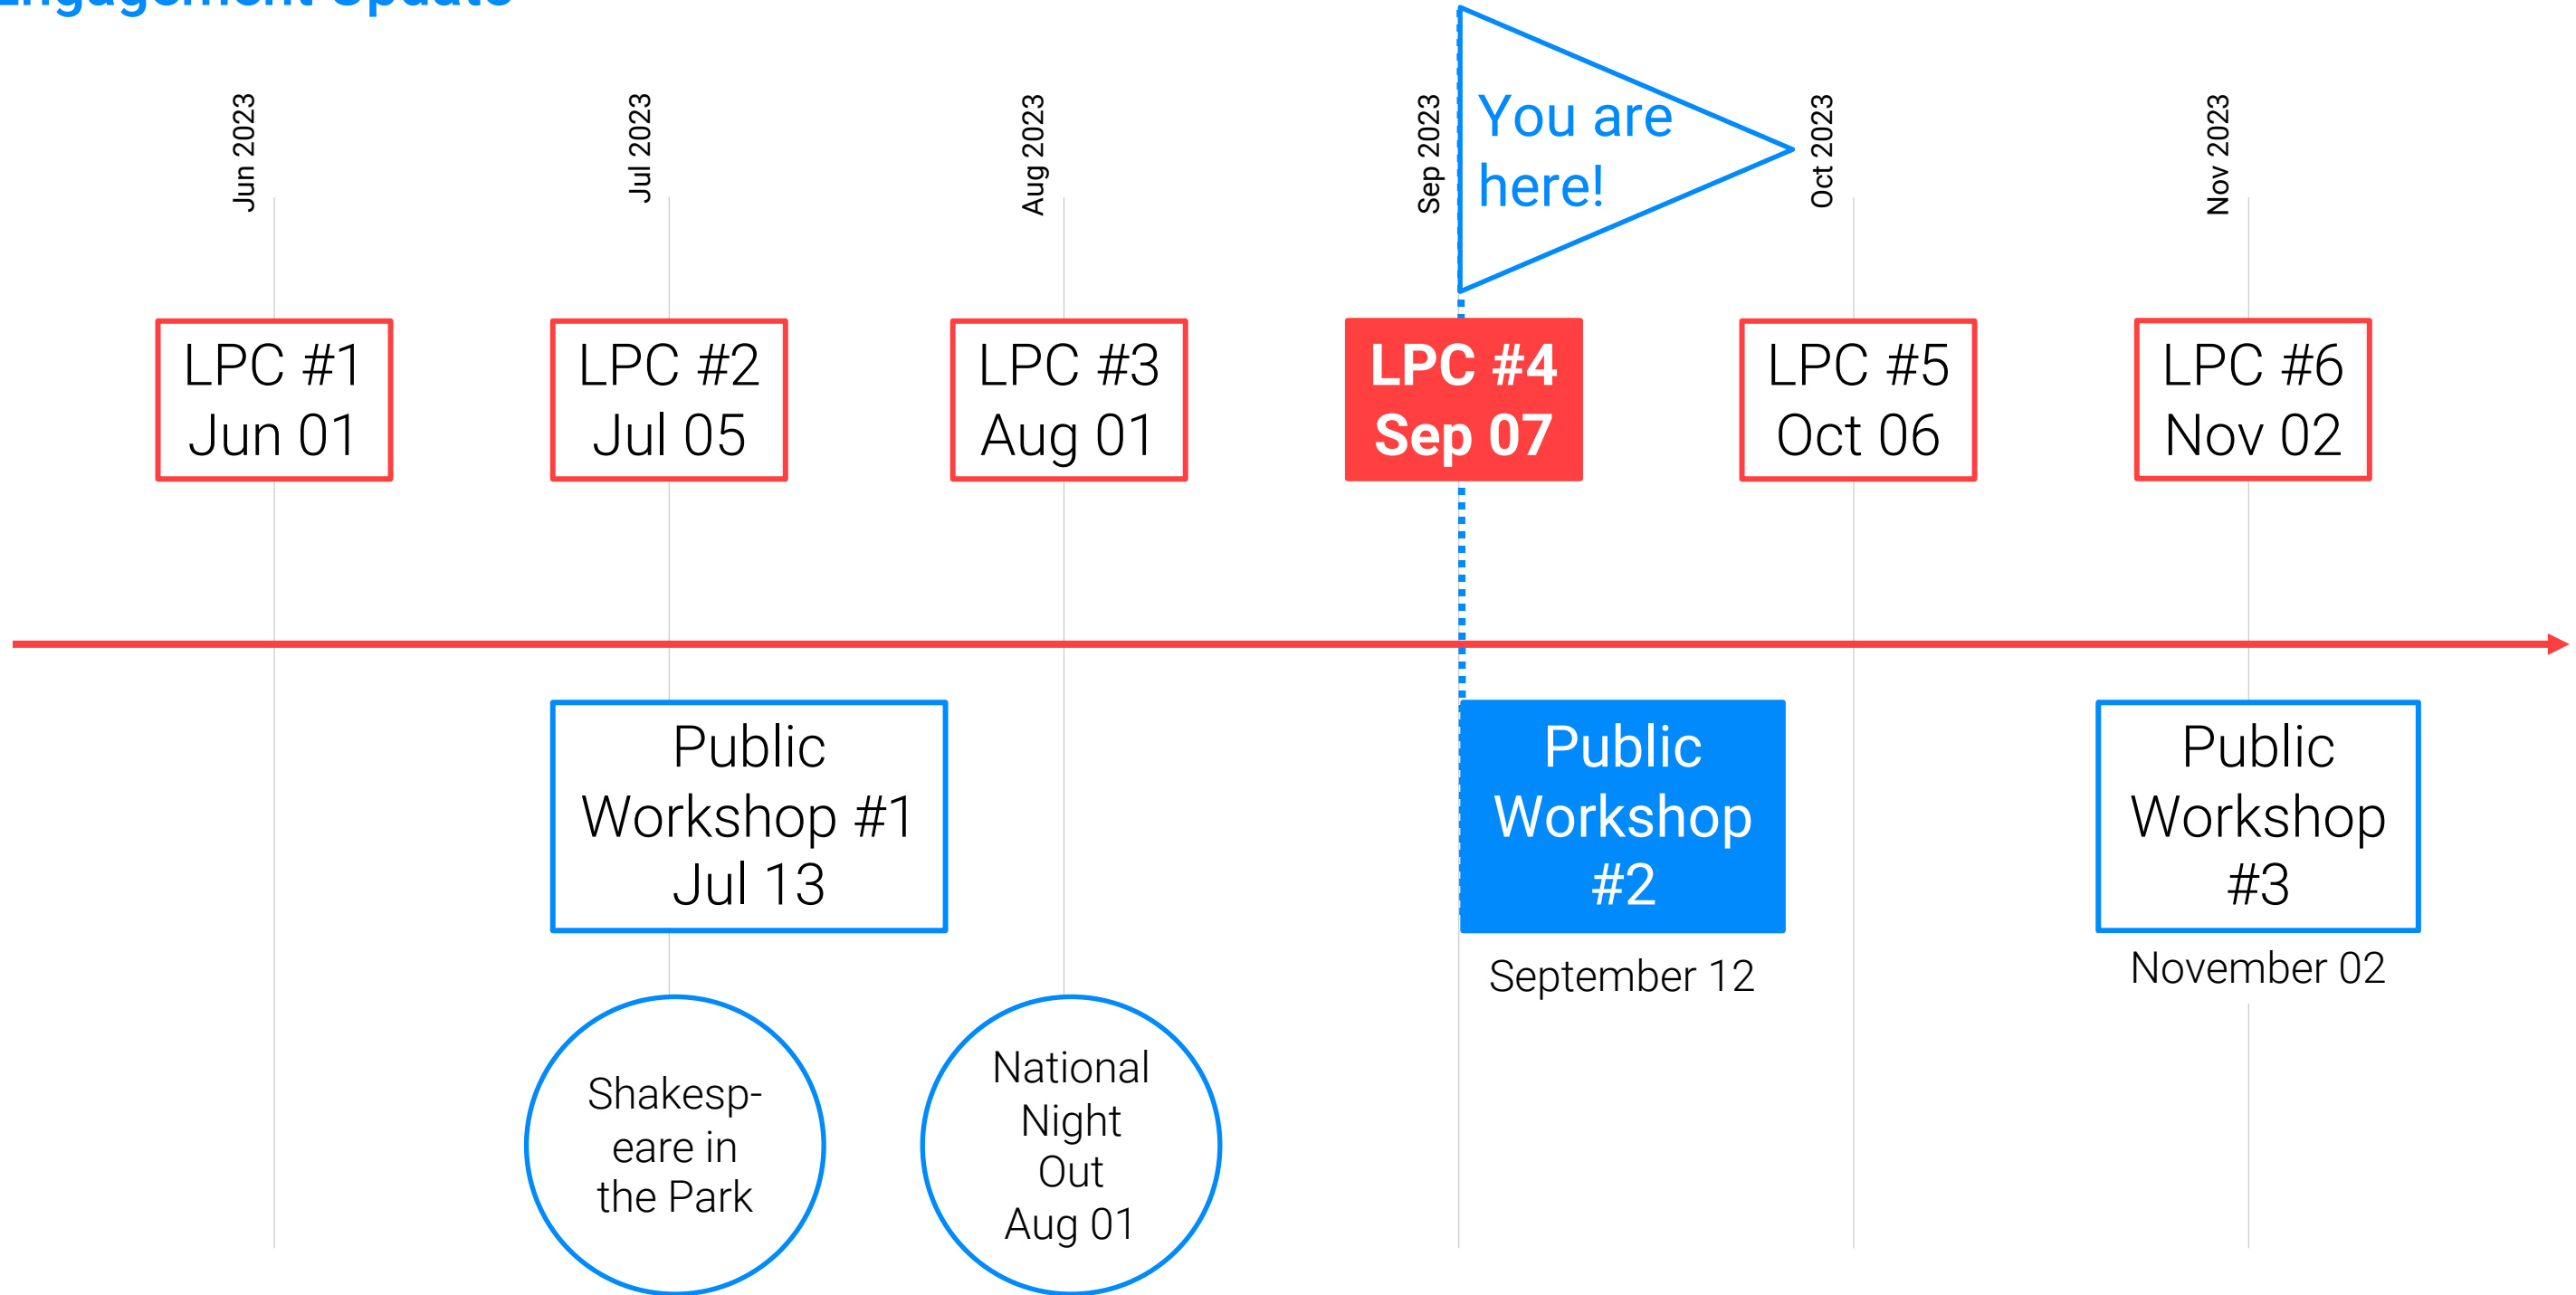 Engagement Update
Jun 2023
Jul 2023
Aug 2023
Sep 2023
Oct 2023
Nov 2023
You are
here!
LPC #1
Jun 01
LPC #2
Jul 05
LPC #3
Aug 01
LPC #4
Sep 07
LPC #5
Oct 06
LPC #6
Nov 02
Public
Workshop #1
Jul 13
Public
Workshop
#2
September 12
Public
Workshop
#3
November 02
Shakesp-
eare in
the Park
National
Night
Out
Aug 01